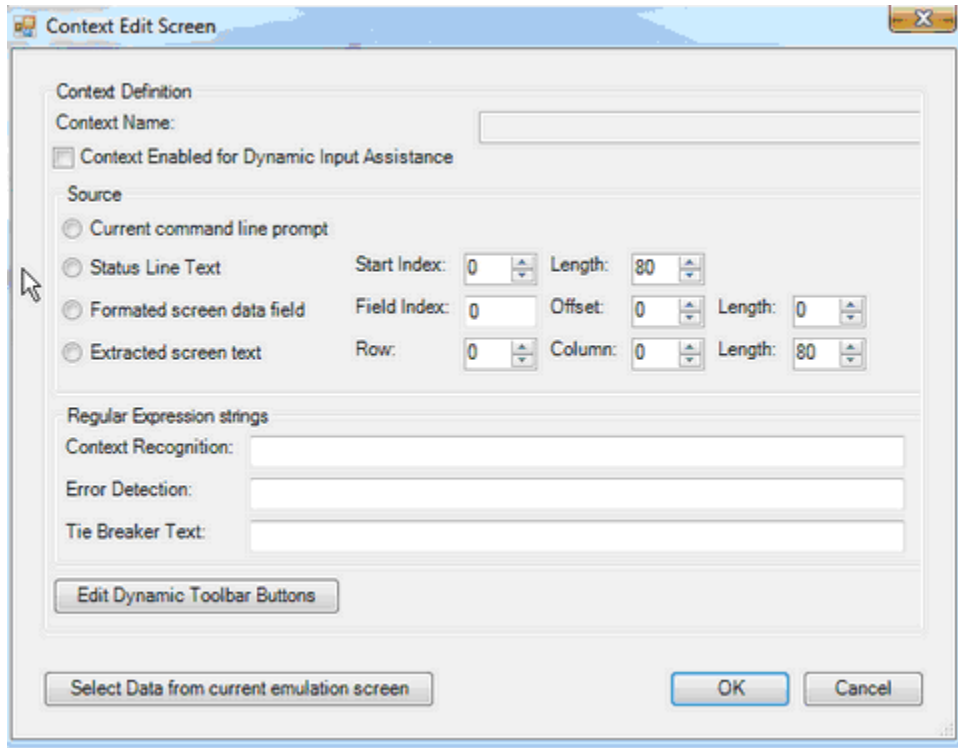 Context Edit Screen
Context Definition
Context Name:
Context Enabled for Dynamic Input Assistance
Source
Current command line prompt
Status Line Text Start Index: 0 Length: 80
Formated screen data field Field Index: 0 Offset: 0 Length: 0
Extracted screen text Row: 0 Column: 0 Length: 80
Regular Expression strings
Context Recognition:
Error Detection:
Tie Breaker Text:
Edit Dynamic Toolbar Buttons
Select Data from current emulation screen OK Cancel